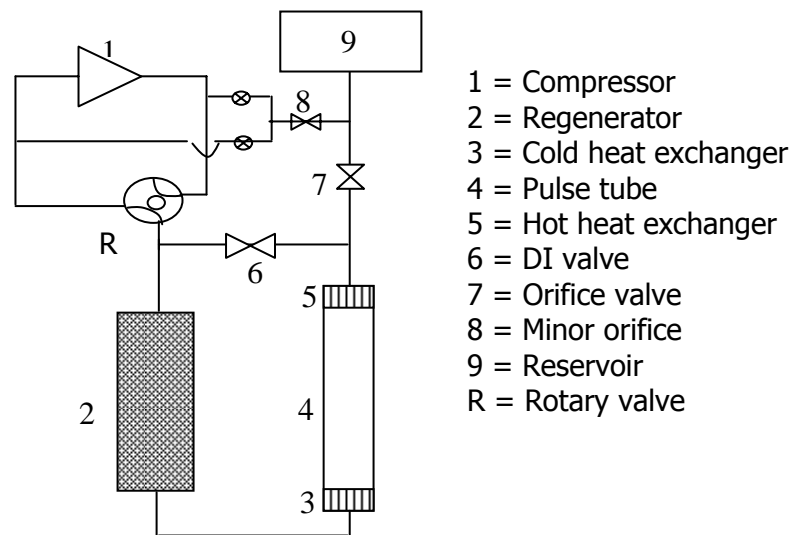 1
9
8
7
R
6
5
2
4
3
1 = Compressor
2 = Regenerator
3 = Cold heat exchanger
4 = Pulse tube
5 = Hot heat exchanger
6 = DI valve
7 = Orifice valve
8 = Minor orifice
9 = Reservoir
R = Rotary valve